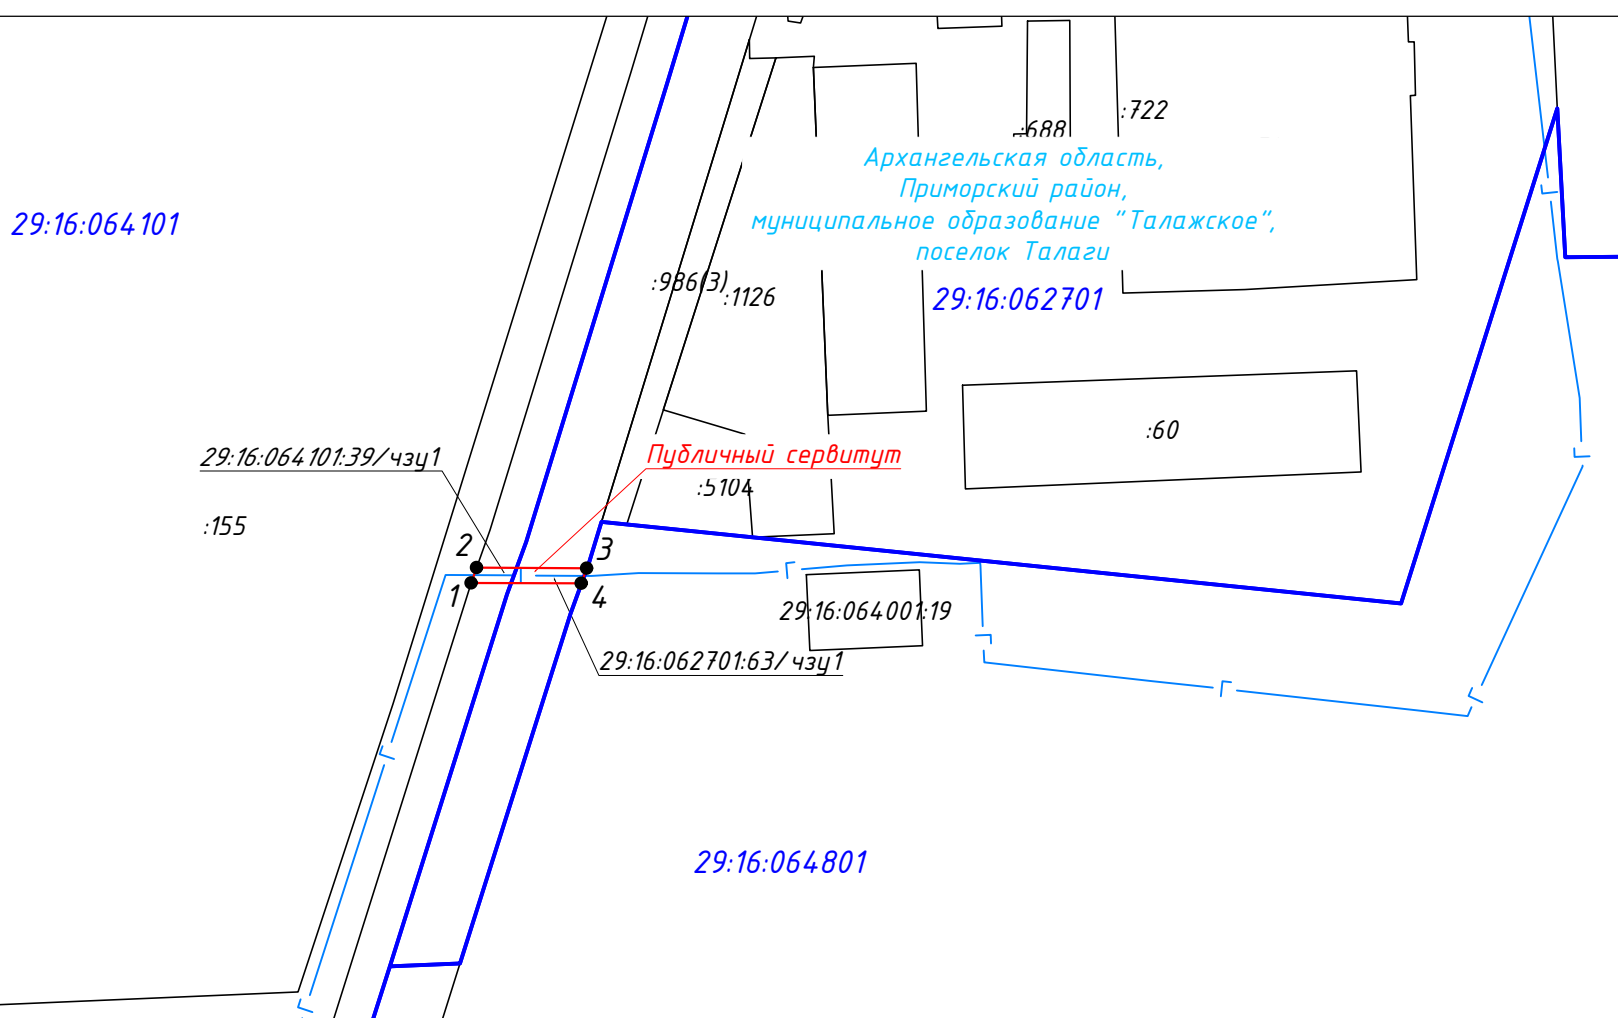 :722
:688
Архангельская область,
Приморский район,
муниципальное образование "Талажское",
поселок Талаги
29:16:064101
:986(3)
:1126
29:16:062701
:60
29:16:064101:39/чзу1
Публичный сервитут
:5104
:155
2
3
1
4
Г
29:16:064001:19
29:16:062701:63/чзу1
Г
Г
Г
Г
Г
Г
Г
Г
29:16:064801